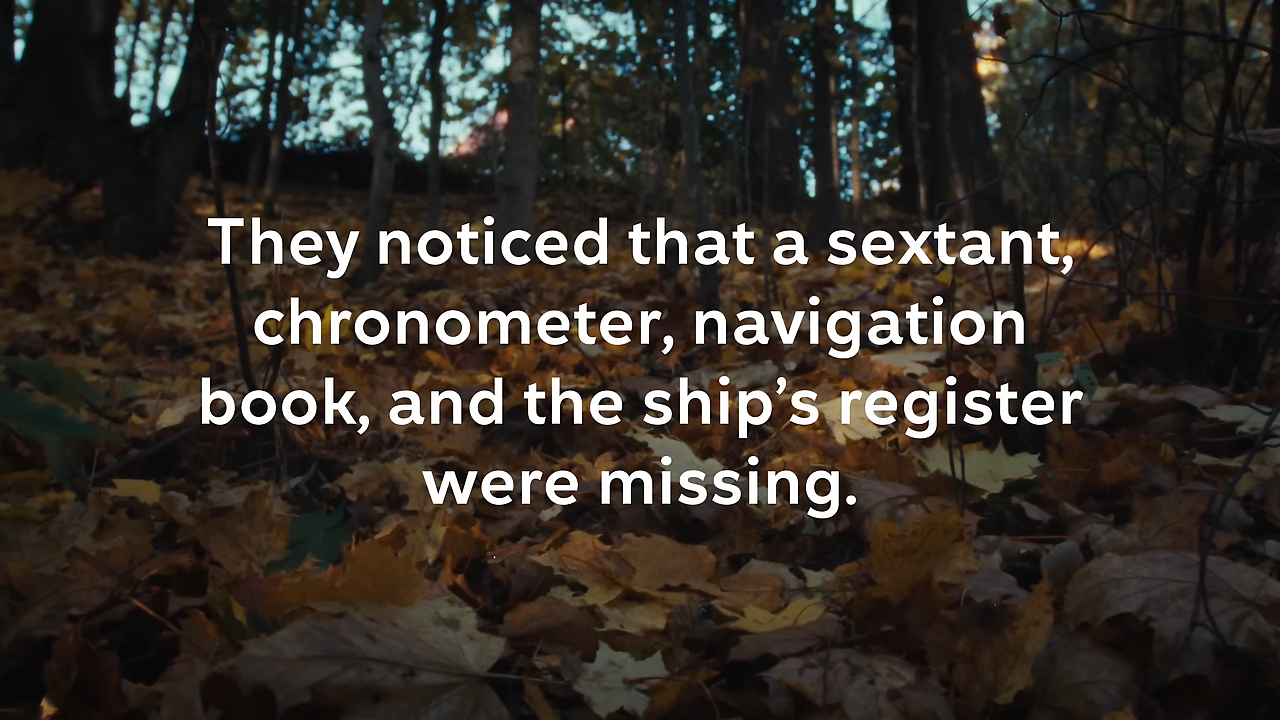 They noticed that a sextant,
chronometer, navigation
book, and the ship’s register
were missing.